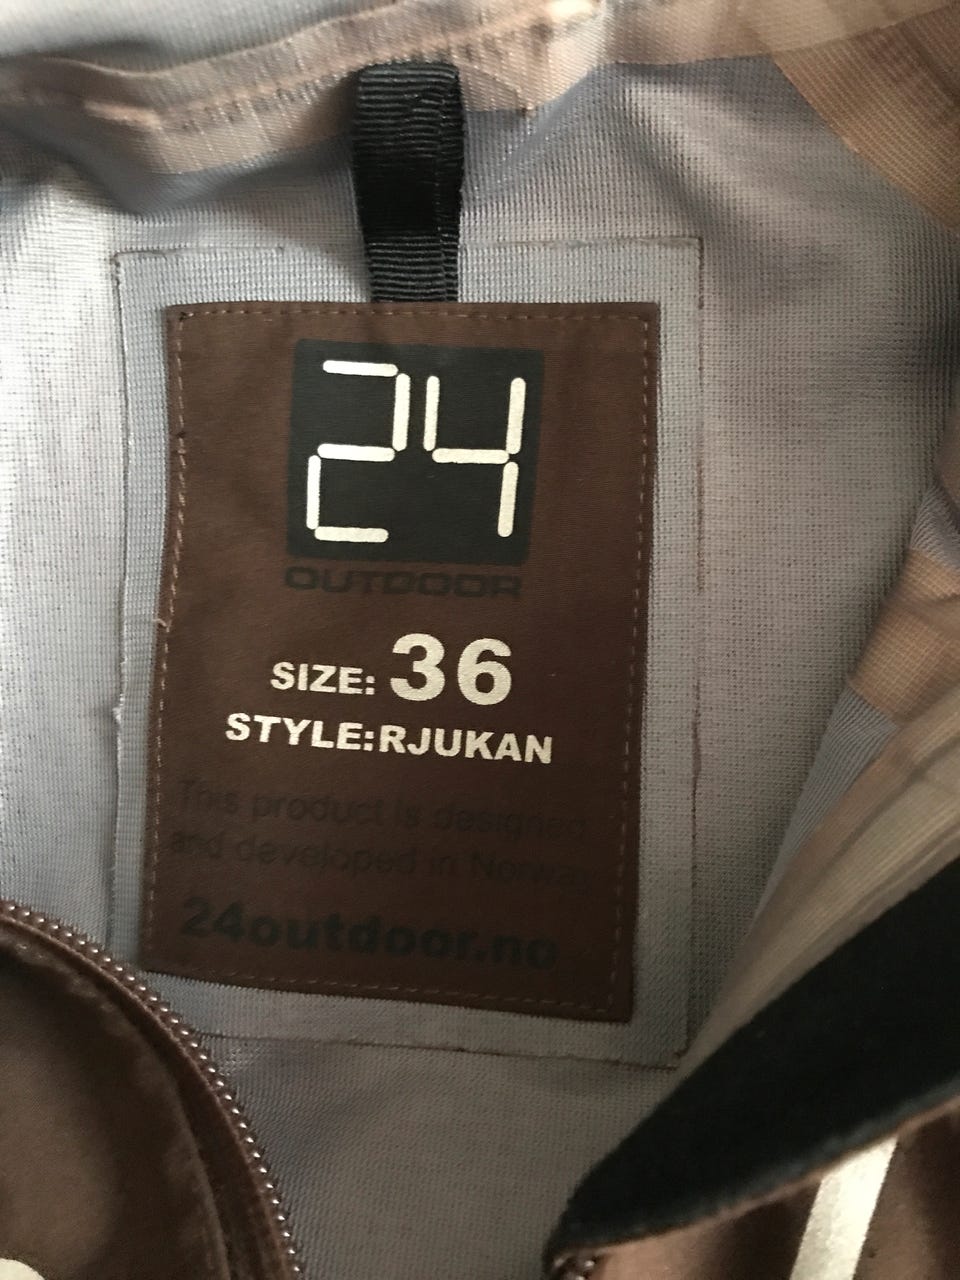 24
OUTDOOR
SIZE: 36
STYLE:RJUKAN
This product is designed
and developed in Norway
24outdoor.no